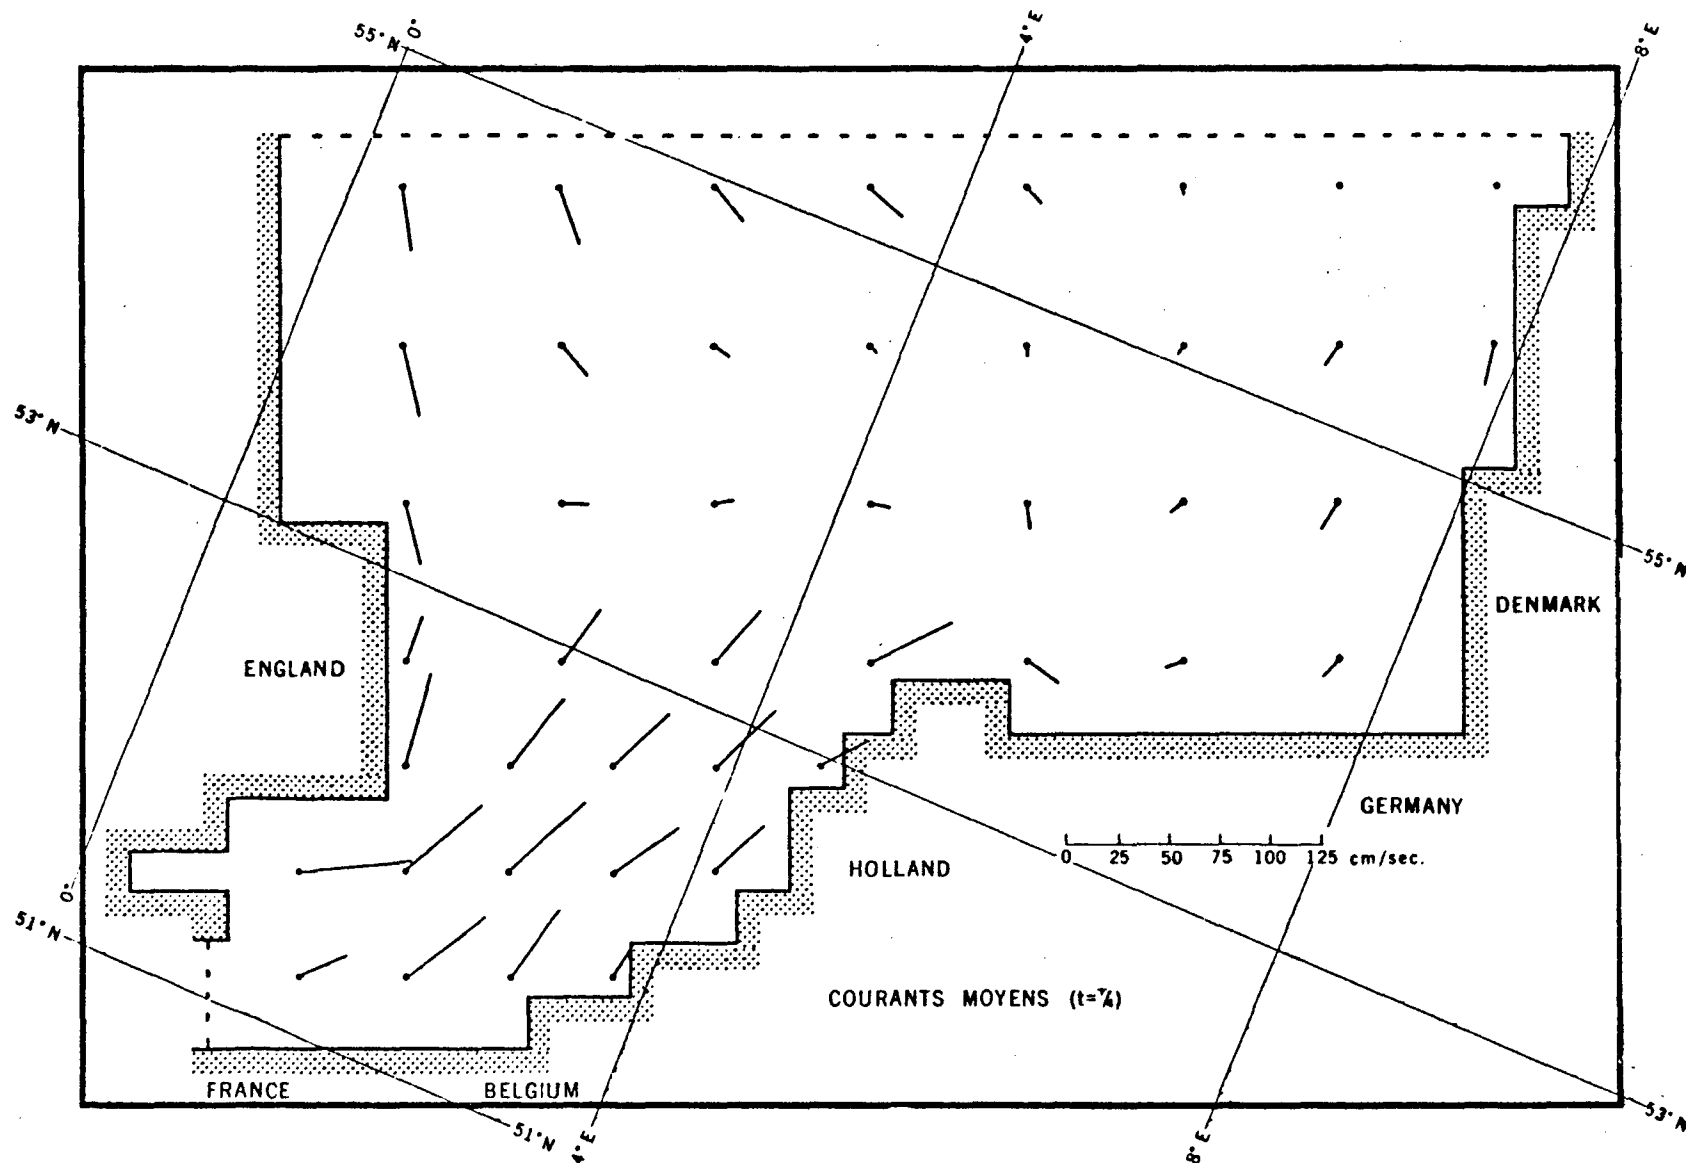 55° N
0°
4° E
8° E
53° N
55° N
DENMARK
ENGLAND
GERMANY
0 25 50 75 100 125 cm/sec.
HOLLAND
0°
51° N
COURANTS MOYENS (t=T/4)
FRANCE
BELGIUM
51° N
4° E
8° E
53° N